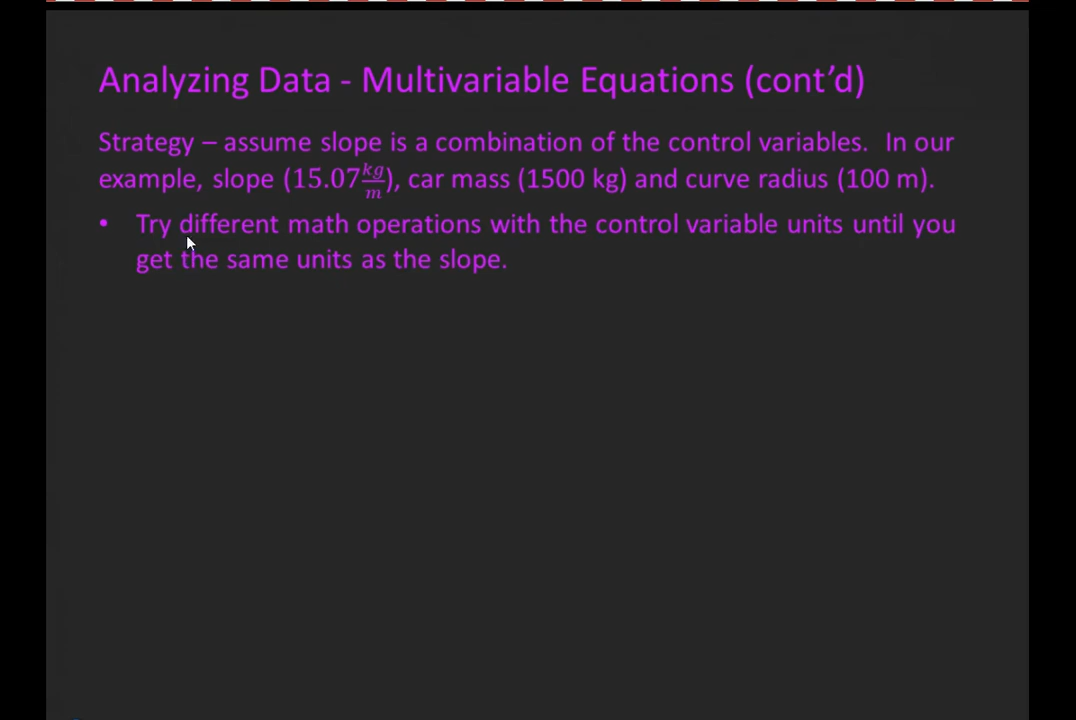 Analyzing Data - Multivariable Equations (cont’d)
Strategy – assume slope is a combination of the control variables. In our
example, slope (15.07 kg/m), car mass (1500 kg) and curve radius (100 m).
• Try different math operations with the control variable units until you
get the same units as the slope.